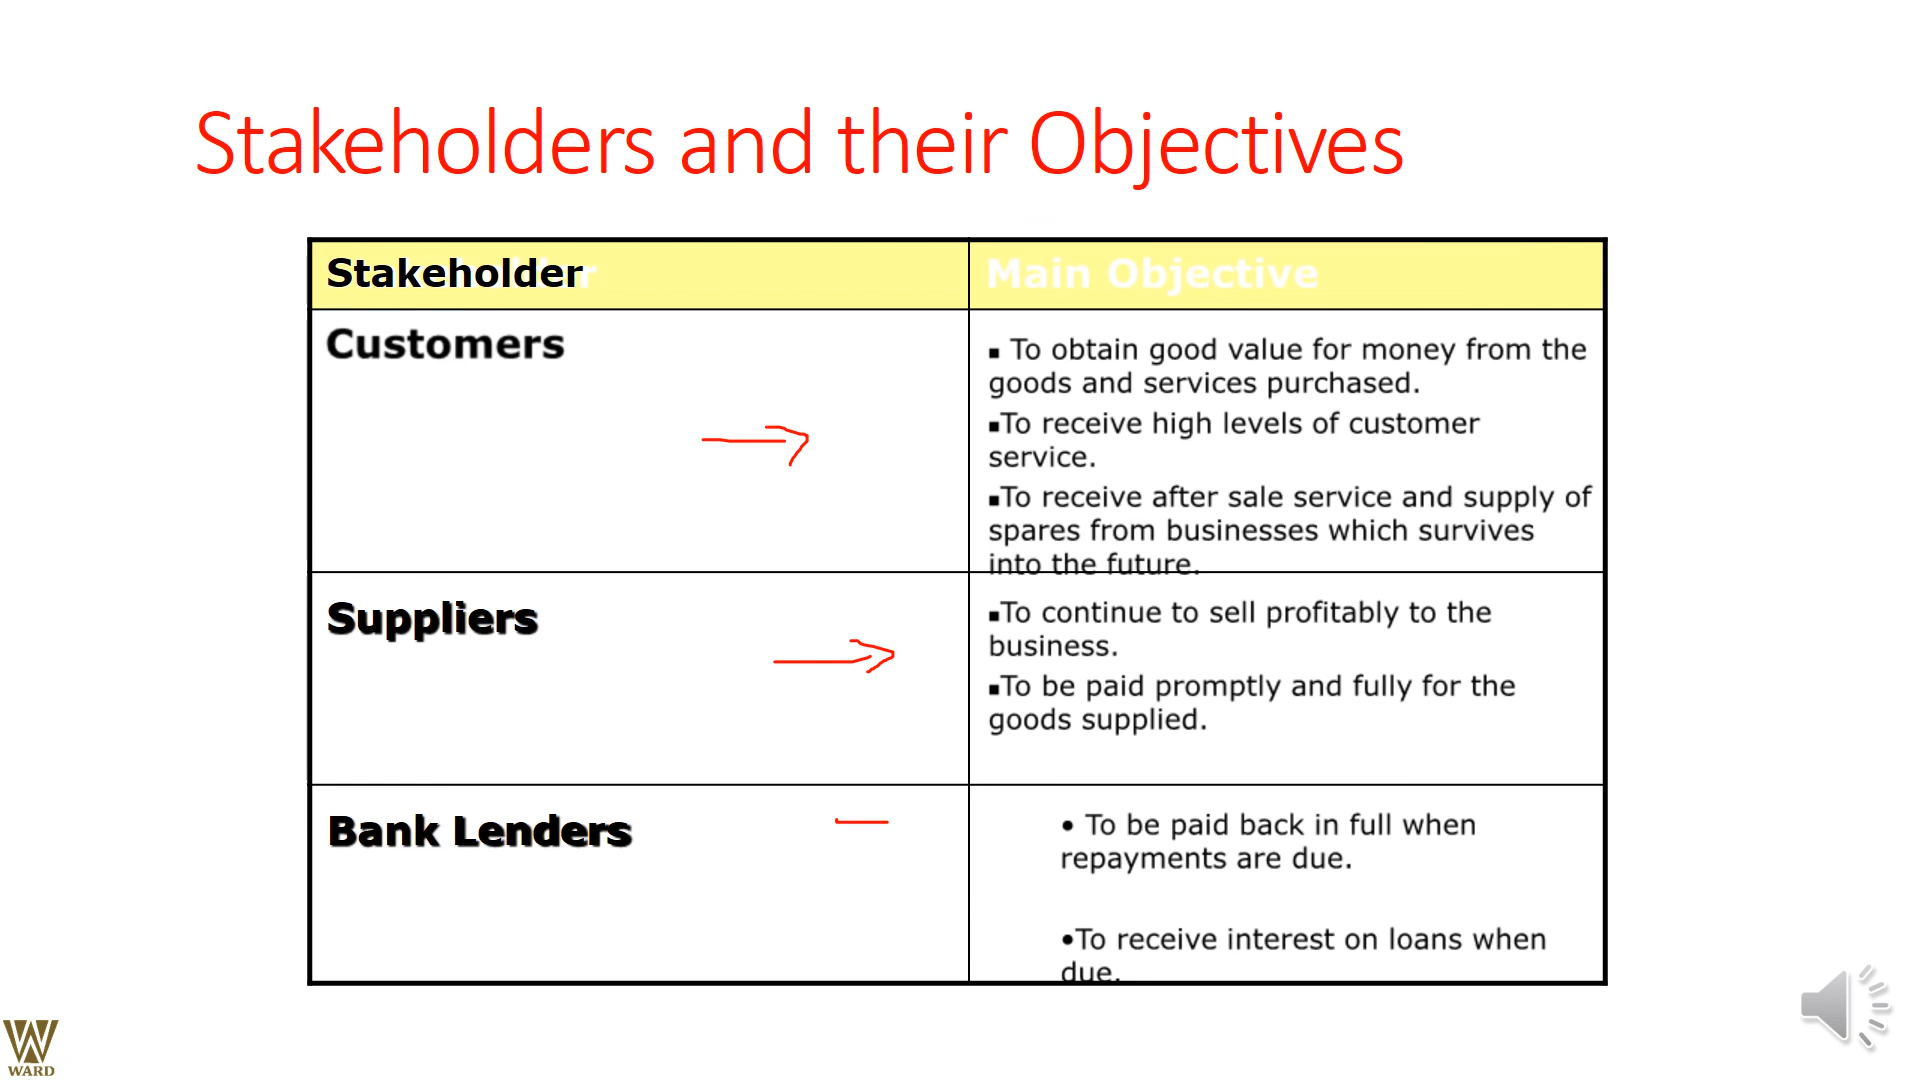 Stakeholders and their Objectives
Stakeholder
Main Objective
Customers
▪ To obtain good value for money from the
goods and services purchased.
▪To receive high levels of customer
service.
▪To receive after sale service and supply of
spares from businesses which survives
into the future.
Suppliers
▪To continue to sell profitably to the
business.
▪To be paid promptly and fully for the
goods supplied.
Bank Lenders
• To be paid back in full when
repayments are due.
•To receive interest on loans when
due.
WARD